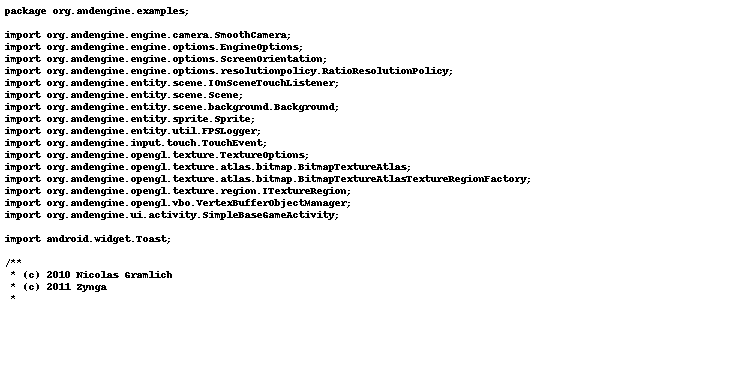 package org.andengine.examples;

import org.andengine.engine.camera.SmoothCamera;
import org.andengine.engine.options.EngineOptions;
import org.andengine.engine.options.ScreenOrientation;
import org.andengine.engine.options.resolutionpolicy.RatioResolutionPolicy;
import org.andengine.entity.scene.IOnSceneTouchListener;
import org.andengine.entity.scene.Scene;
import org.andengine.entity.scene.background.Background;
import org.andengine.entity.sprite.Sprite;
import org.andengine.entity.util.FPSLogger;
import org.andengine.input.touch.TouchEvent;
import org.andengine.opengl.texture.TextureOptions;
import org.andengine.opengl.texture.atlas.bitmap.BitmapTextureAtlas;
import org.andengine.opengl.texture.atlas.bitmap.BitmapTextureAtlasTextureRegionFactory;
import org.andengine.opengl.texture.region.ITextureRegion;
import org.andengine.opengl.vbo.VertexBufferObjectManager;
import org.andengine.ui.activity.SimpleBaseGameActivity;

import android.widget.Toast;

/**
 * (c) 2010 Nicolas Gramlich
 * (c) 2011 Zynga
 *